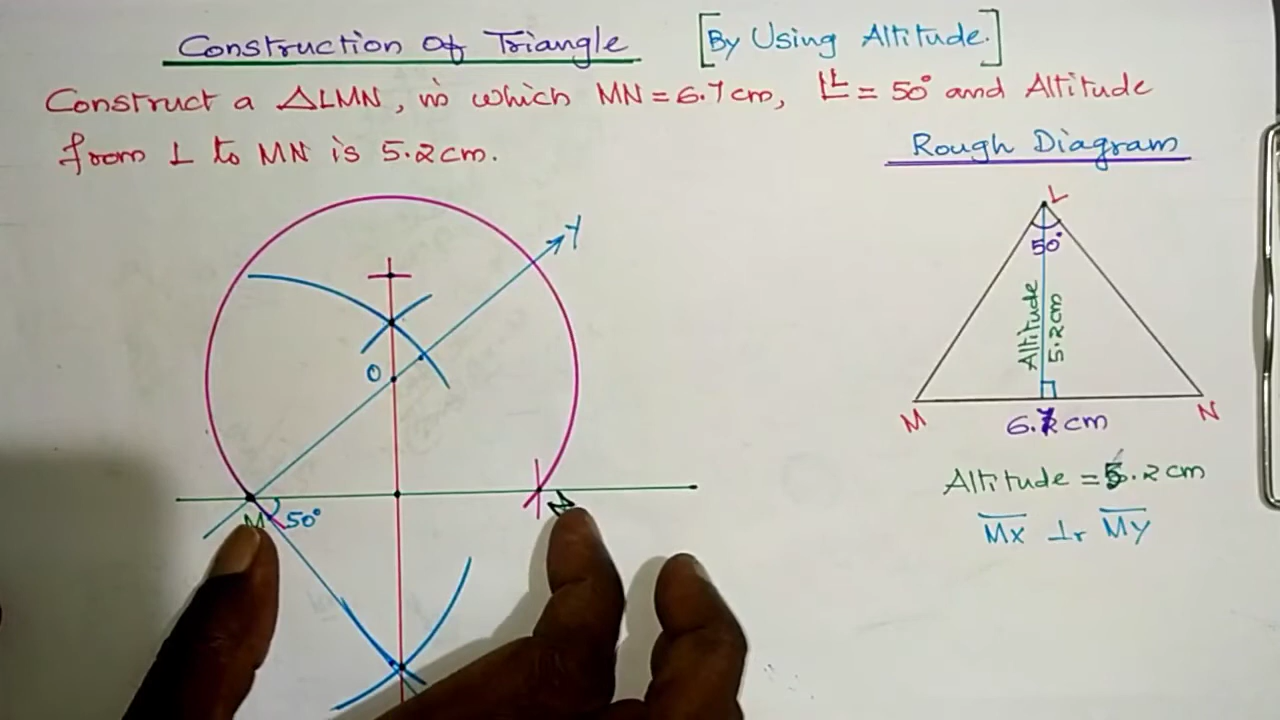 Construction Of Triangle [By Using Altitude.]
Construct a △LMN, in which MN = 6.7 cm, ∟L = 50° and Altitude
from L to MN is 5.2 cm.
Rough Diagram
L
50°
Altitude
5.2cm
M
N
6.7 cm
Altitude = 5.2 cm
MX ⊥r MY
Y
O
M
50°
N